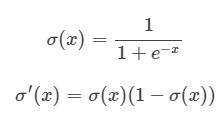 σ(x) = 1 / (1 + e^{-x})
σ′(x) = σ(x)(1 − σ(x))